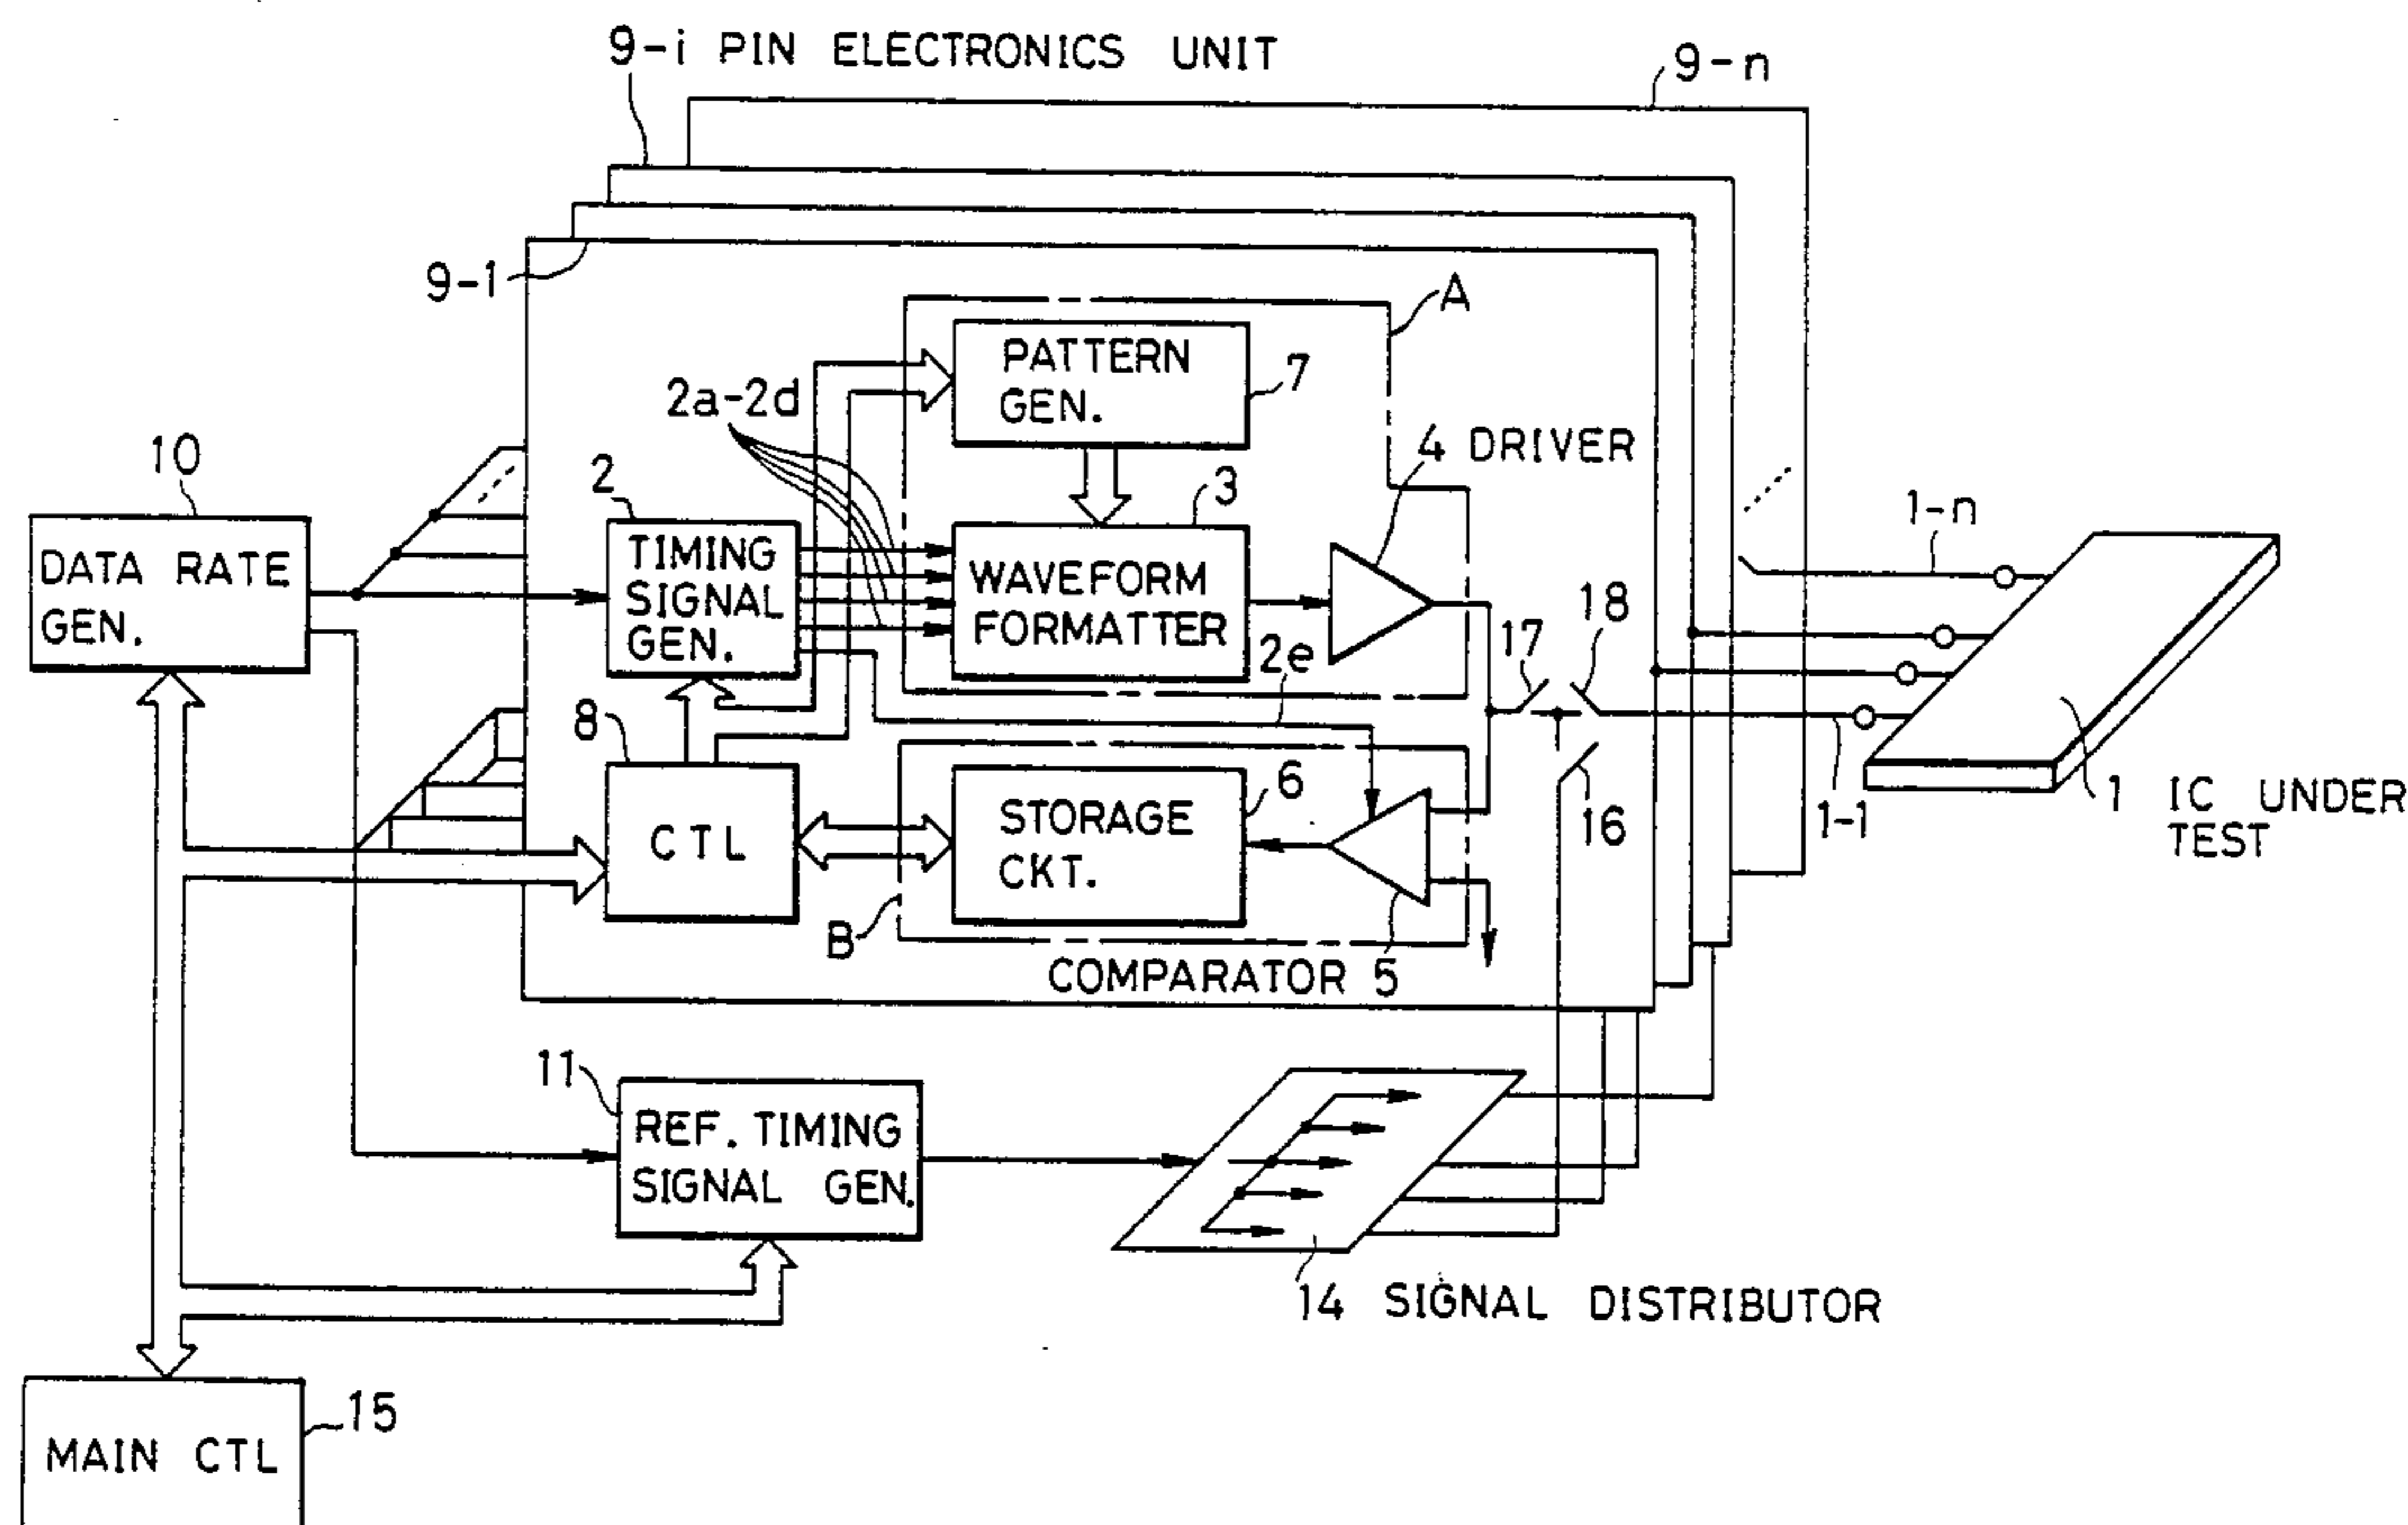 9-i PIN ELECTRONICS UNIT
9-n
9-1
A
PATTERN
GEN.
7
2a-2d
4 DRIVER
10
2
3
1-n
DATA RATE
GEN.
TIMING
SIGNAL
GEN.
WAVEFORM
FORMATTER
2e
17
18
8
6
CTL
STORAGE
CKT.
16
1-1
1 IC UNDER
TEST
B
COMPARATOR 5
11
REF. TIMING
SIGNAL GEN.
14 SIGNAL DISTRIBUTOR
15
MAIN CTL